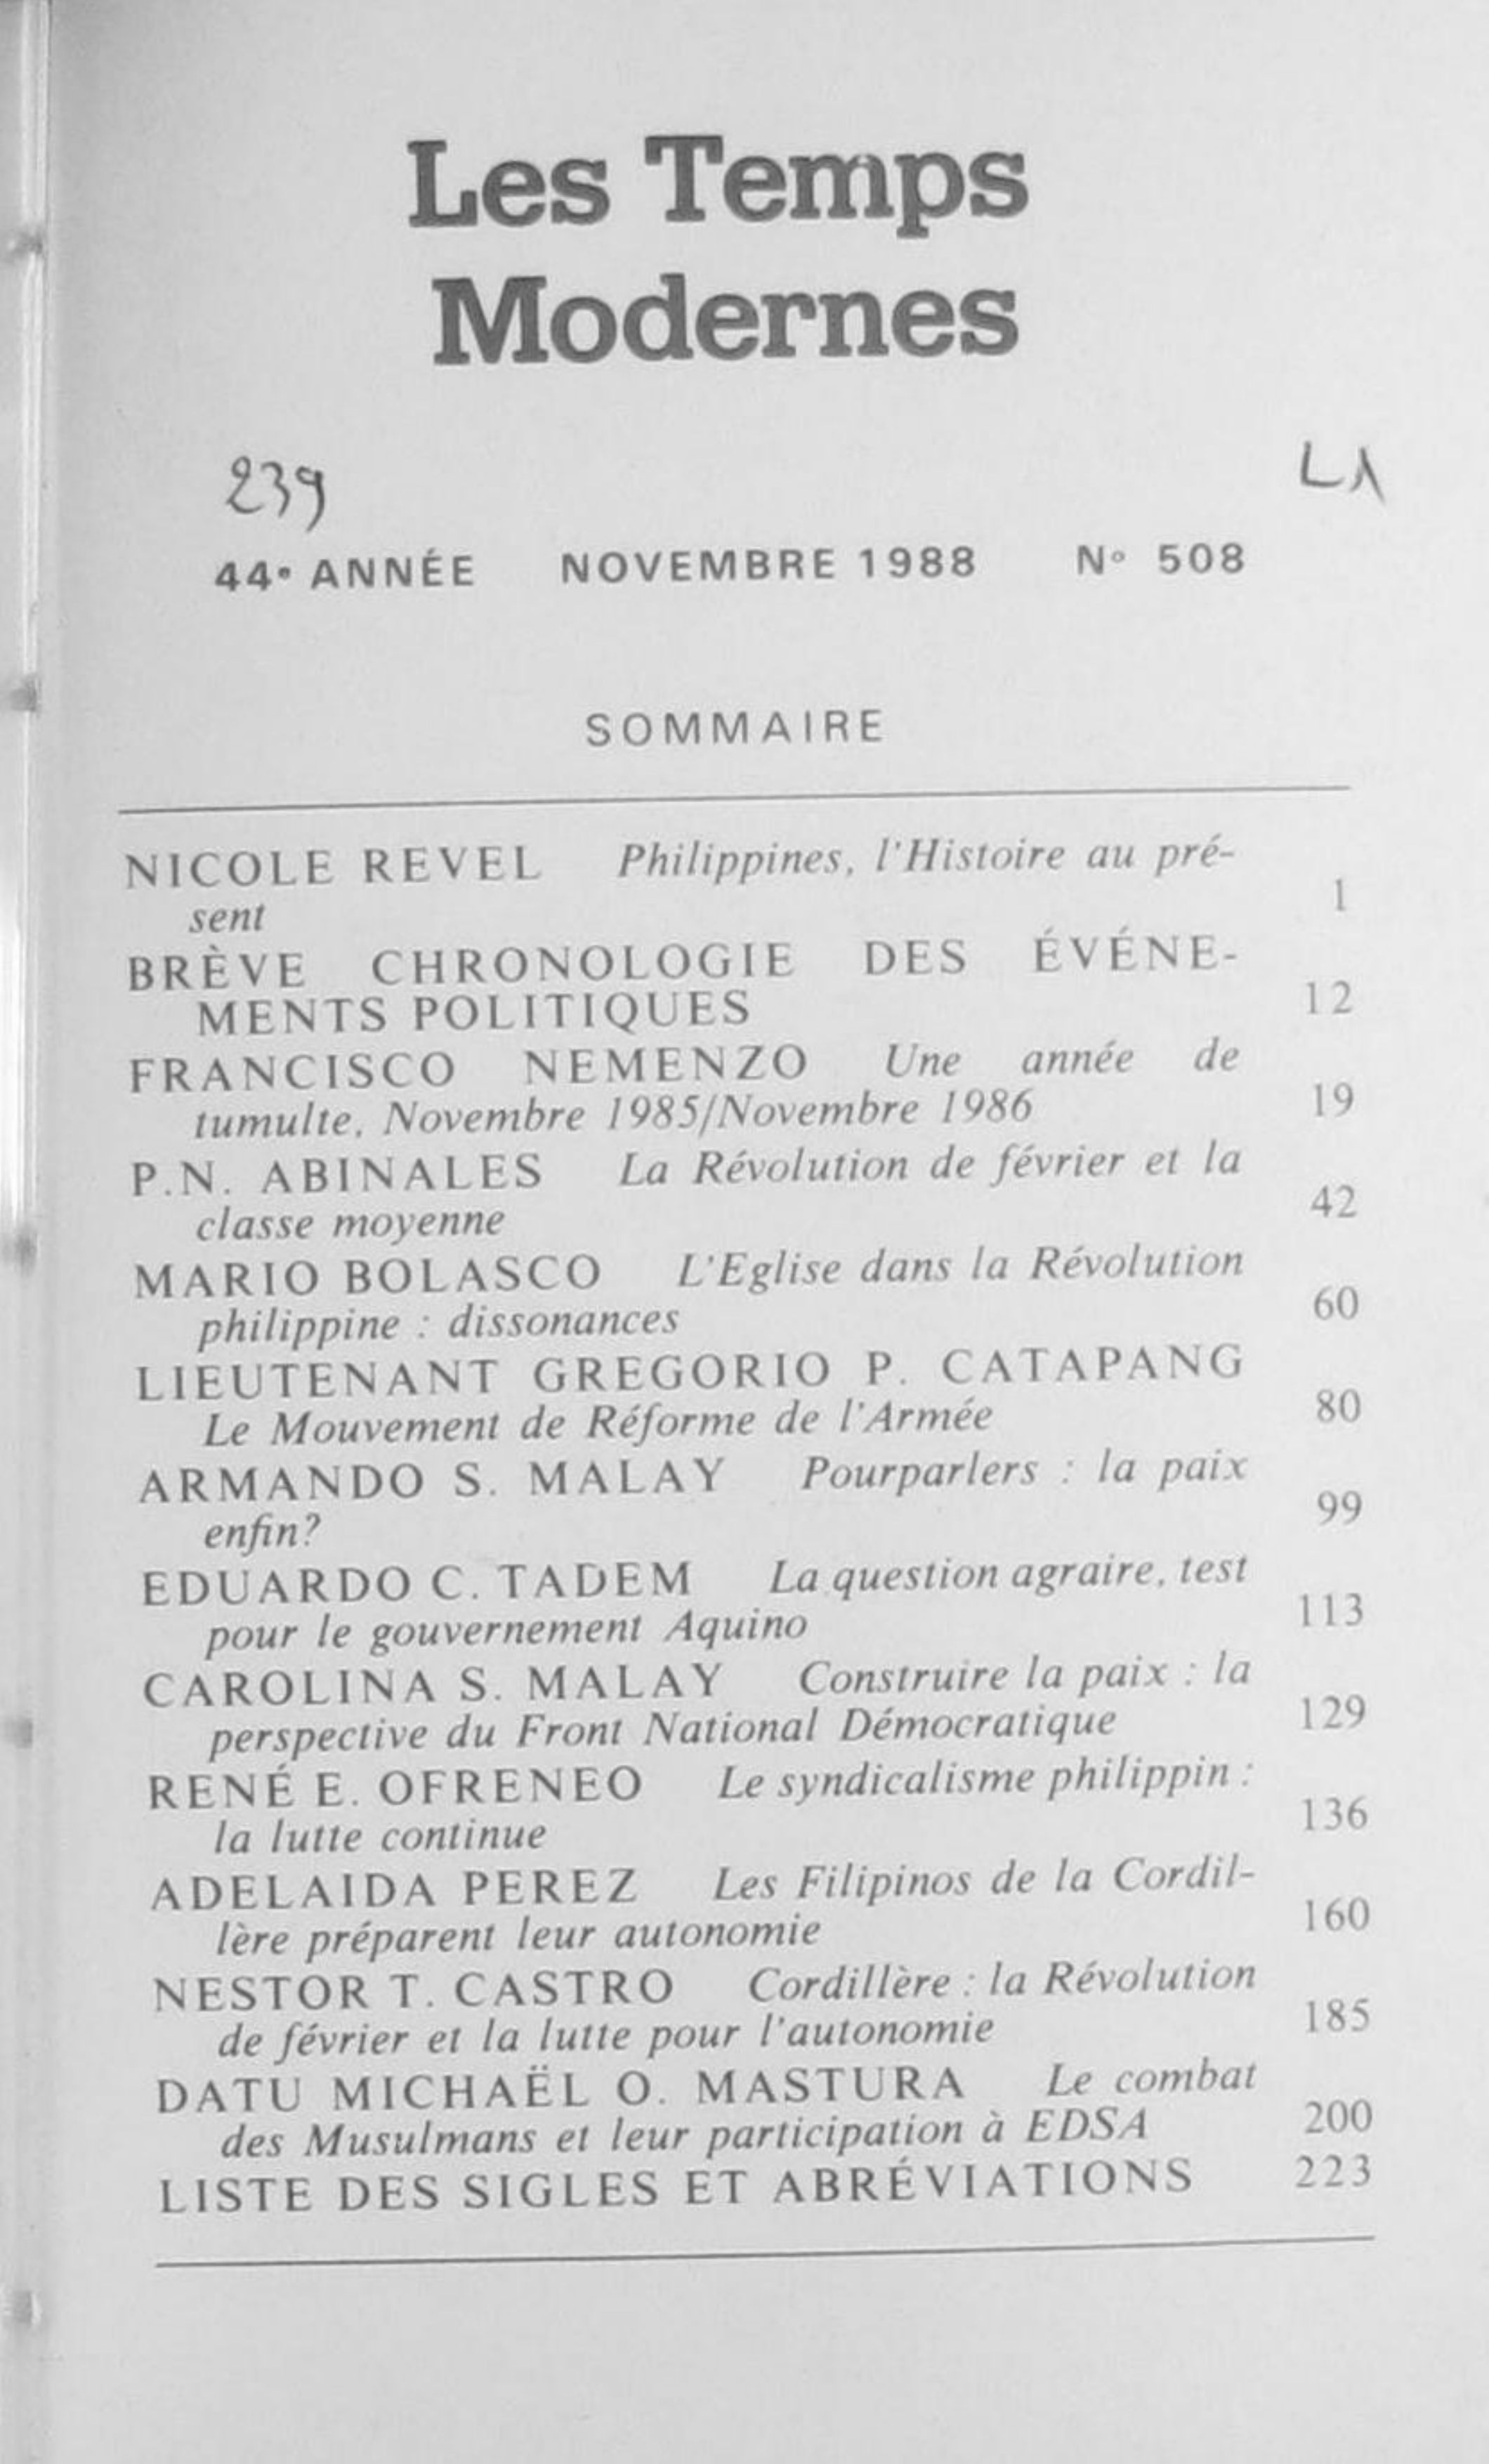 Les Temps
Modernes
239
L1
44e ANNÉE NOVEMBRE 1988 N° 508
SOMMAIRE
NICOLE REVEL Philippines, l'Histoire au pré-
sent 1
BRÈVE CHRONOLOGIE DES ÉVÉNE-
MENTS POLITIQUES 12
FRANCISCO NEMENZO Une année de
tumulte, Novembre 1985/Novembre 1986 19
P.N. ABINALES La Révolution de février et la
classe moyenne 42
MARIO BOLASCO L'Eglise dans la Révolution
philippine : dissonances 60
LIEUTENANT GREGORIO P. CATAPANG
Le Mouvement de Réforme de l'Armée 80
ARMANDO S. MALAY Pourparlers : la paix
enfin? 99
EDUARDO C. TADEM La question agraire, test
pour le gouvernement Aquino 113
CAROLINA S. MALAY Construire la paix : la
perspective du Front National Démocratique 129
RENÉ E. OFRENEO Le syndicalisme philippin :
la lutte continue 136
ADELAIDA PEREZ Les Filipinos de la Cordil-
lère préparent leur autonomie 160
NESTOR T. CASTRO Cordillère : la Révolution
de février et la lutte pour l'autonomie 185
DATU MICHAËL O. MASTURA Le combat
des Musulmans et leur participation à EDSA 200
LISTE DES SIGLES ET ABRÉVIATIONS 223